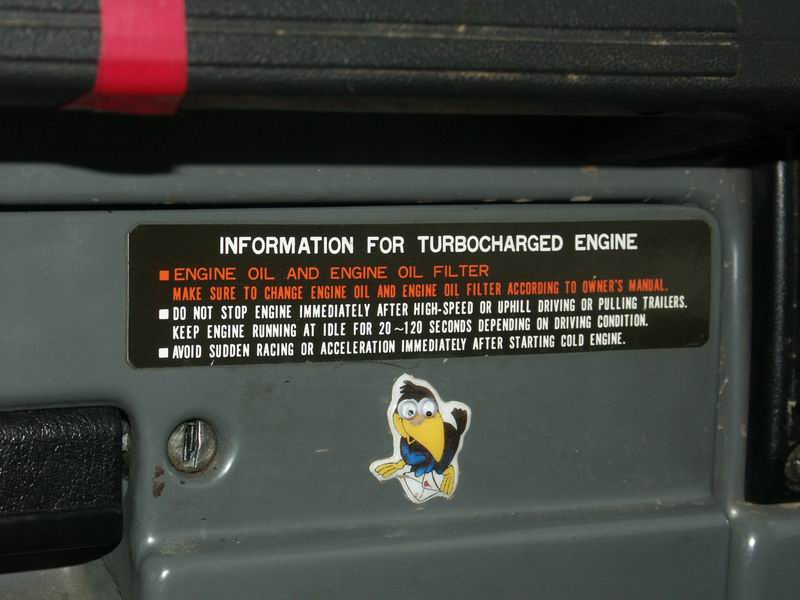 INFORMATION FOR TURBOCHARGED ENGINE
■ ENGINE OIL AND ENGINE OIL FILTER
MAKE SURE TO CHANGE ENGINE OIL AND ENGINE OIL FILTER ACCORDING TO OWNER'S MANUAL.
■ DO NOT STOP ENGINE IMMEDIATELY AFTER HIGH-SPEED OR UPHILL DRIVING OR PULLING TRAILERS.
KEEP ENGINE RUNNING AT IDLE FOR 20~120 SECONDS DEPENDING ON DRIVING CONDITION.
■ AVOID SUDDEN RACING OR ACCELERATION IMMEDIATELY AFTER STARTING COLD ENGINE.